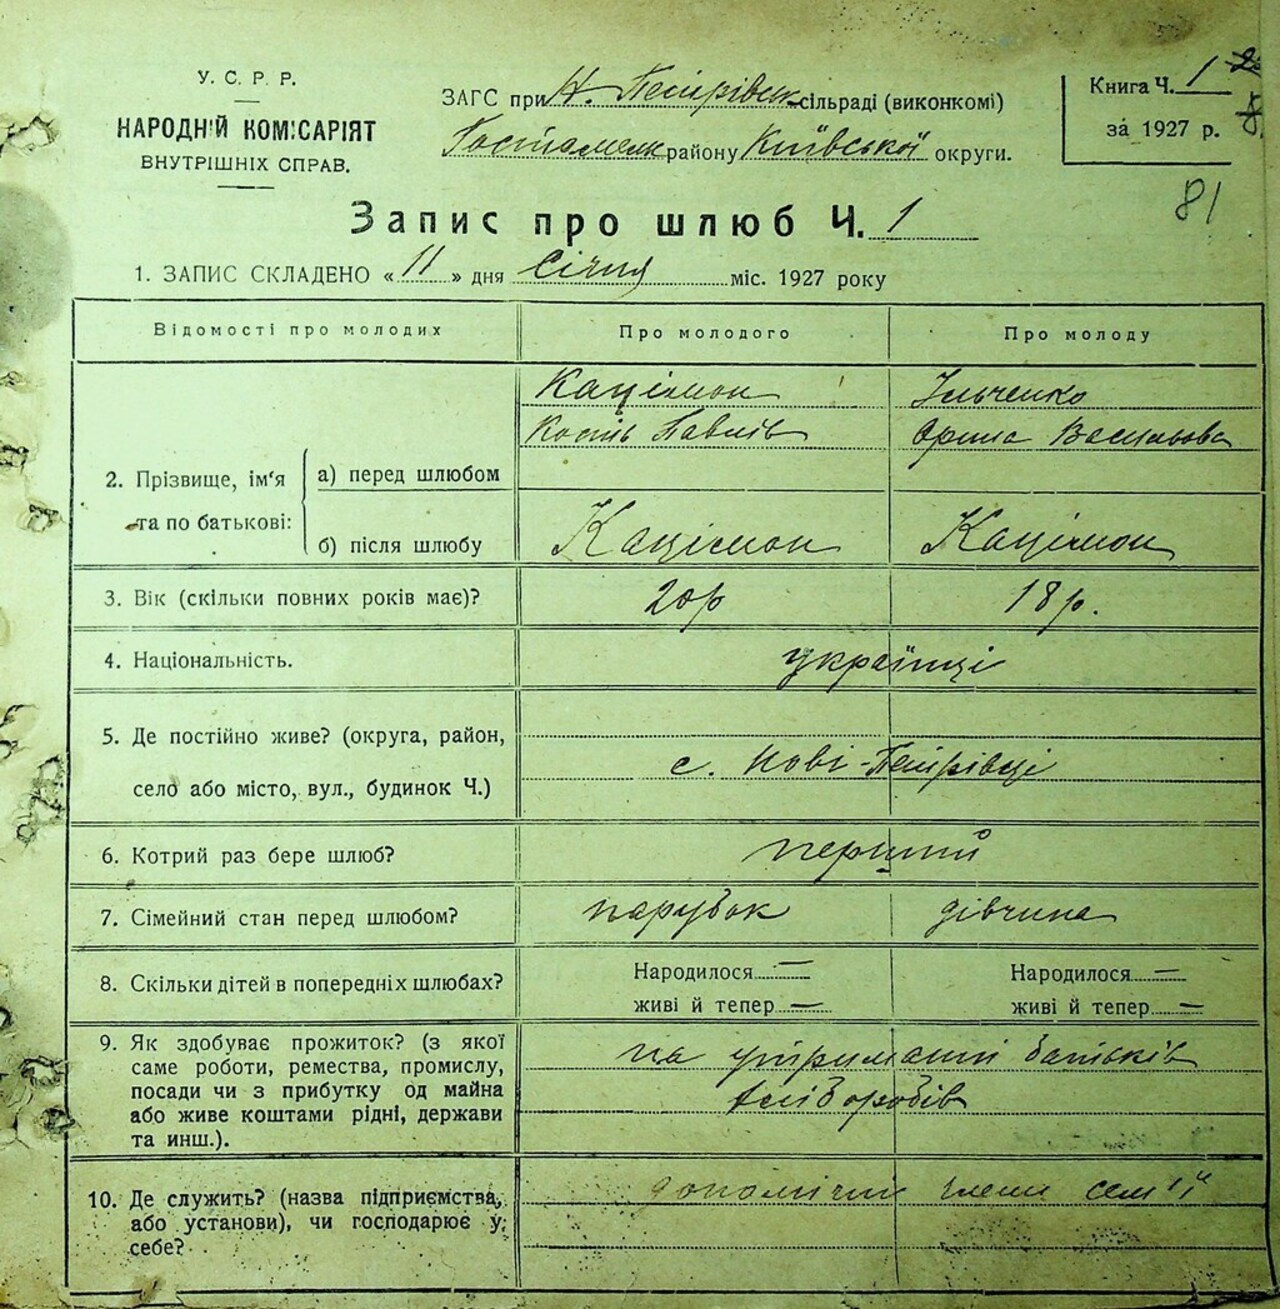 У. С. Р. Р.
НАРОДНІЙ КОМІСАРІЯТ
ВНУТРІШНІХ СПРАВ.
ЗАГС при Н. Петрівськ сільраді (виконкомі)
Гостомельк району Київської округи.
Книга Ч. 1
за 1927 р.
81
Запис про шлюб Ч. 1
1. ЗАПИС СКЛАДЕНО «11» дня Січня міс. 1927 року
Відомості про молодих Про молодого Про молоду
2. Прізвище, ім'я та по батькові:
а) перед шлюбом
Кацімон Ільченко
Кость Павлів Орина Васильова
б) після шлюбу Кацімон Кацімон
3. Вік (скільки повних років має)? 20р 18р.
4. Національність. українці
5. Де постійно живе? (округа, район,
село або місто, вул., будинок Ч.) с. Нові-Петрівці
6. Котрий раз бере шлюб? перший
7. Сімейний стан перед шлюбом? парубок дівчина
8. Скільки дітей в попередніх шлюбах? Народилося — Народилося —
живі й тепер — живі й тепер —
9. Як здобуває прожиток? (з якої
саме роботи, ремества, промислу,
посади чи з прибутку од майна
або живе коштами рідні, держави
та инш.).
на утриманні батьків
хліборобів
10. Де служить? (назва підприємства,
або установи), чи господарює у
себе?
допомічні члени сем'ї